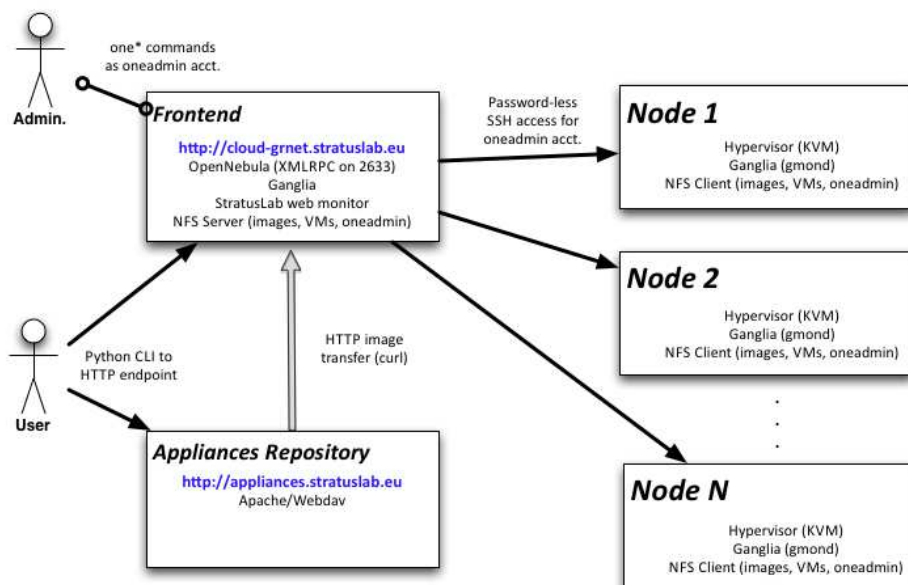 one* commands
as oneadmin acct.
Admin.
Frontend
http://cloud-grnet.stratuslab.eu
OpenNebula (XMLRPC on 2633)
Ganglia
StratusLab web monitor
NFS Server (images, VMs, oneadmin)
Password-less
SSH access for
oneadmin acct.
Node 1
Hypervisor (KVM)
Ganglia (gmond)
NFS Client (images, VMs, oneadmin)
Node 2
Hypervisor (KVM)
Ganglia (gmond)
NFS Client (images, VMs, oneadmin)
User
Python CLI to
HTTP endpoint
HTTP image
transfer (curl)
Appliances Repository
http://appliances.stratuslab.eu
Apache/Webdav
.
.
.
Node N
Hypervisor (KVM)
Ganglia (gmond)
NFS Client (images, VMs, oneadmin)